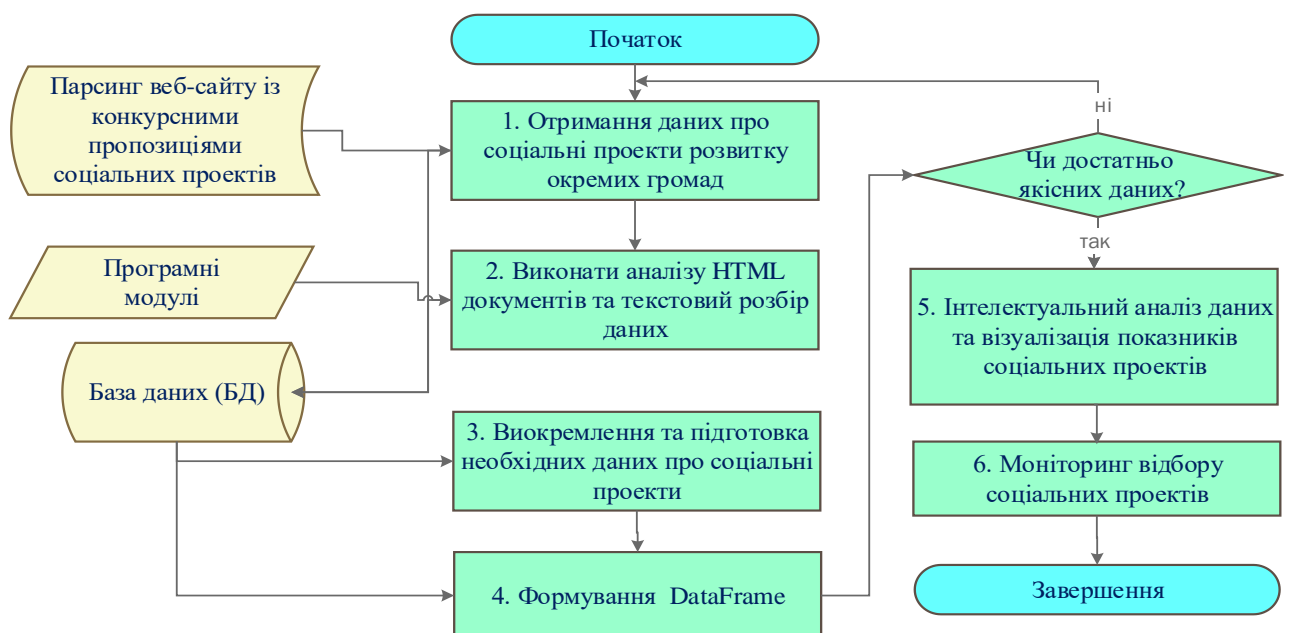 Початок
Парсинг веб-сайту із
конкурсними
пропозиціями
соціальних проектів
1. Отримання даних про
соціальні проекти розвитку
окремих громад
ні
Чи достатньо
якісних даних?
так
Програмні
модулі
2. Виконати аналізу HTML
документів та текстовий розбір
даних
5. Інтелектуальний аналіз даних
та візуалізація показників
соціальних проектів
База даних (БД)
3. Виокремлення та підготовка
необхідних даних про соціальні
проекти
6. Моніторинг відбору
соціальних проектів
4. Формування DataFrame
Завершення